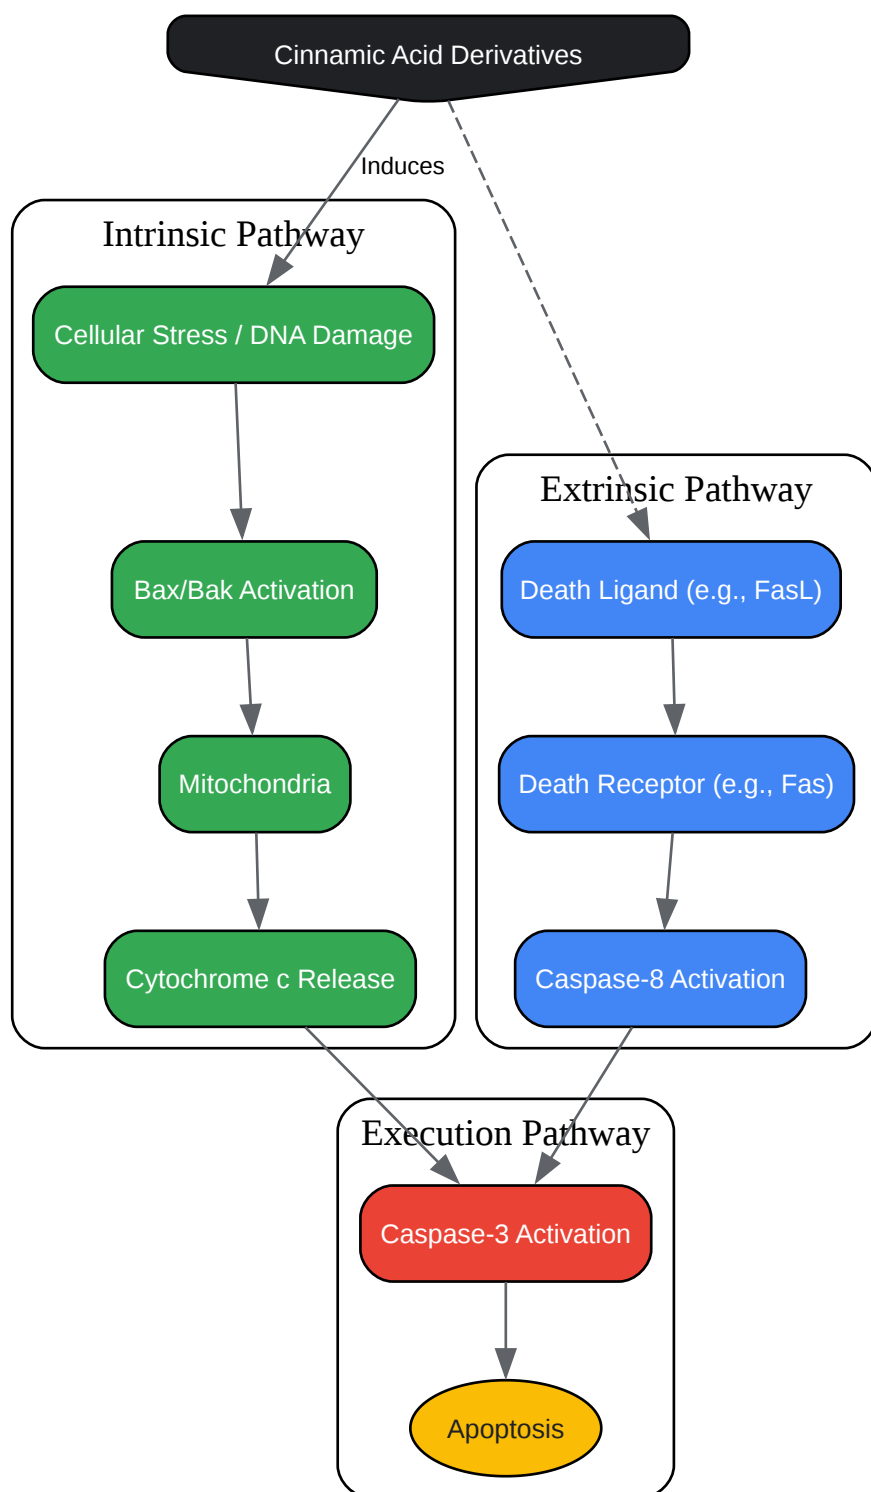 Cinnamic Acid Derivatives
Induces
Intrinsic Pathway
Cellular Stress / DNA Damage
Bax/Bak Activation
Mitochondria
Cytochrome c Release
Extrinsic Pathway
Death Ligand (e.g., FasL)
Death Receptor (e.g., Fas)
Caspase-8 Activation
Execution Pathway
Caspase-3 Activation
Apoptosis